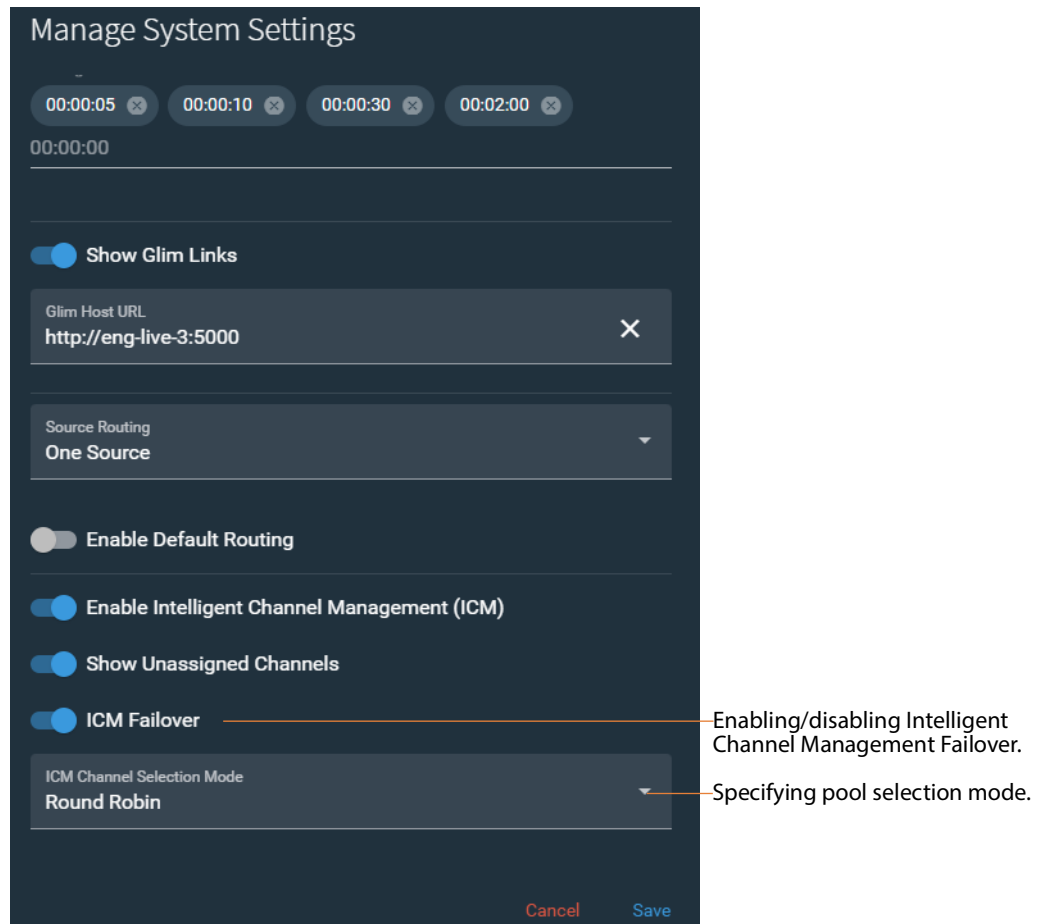 Manage System Settings
00:00:05 00:00:10 00:00:30 00:02:00
00:00:00
Show Glim Links
Glim Host URL
http://eng-live-3:5000
Source Routing
One Source
Enable Default Routing
Enable Intelligent Channel Management (ICM)
Show Unassigned Channels
ICM Failover
Enabling/disabling Intelligent
Channel Management Failover.
ICM Channel Selection Mode
Round Robin
Specifying pool selection mode.
Cancel Save